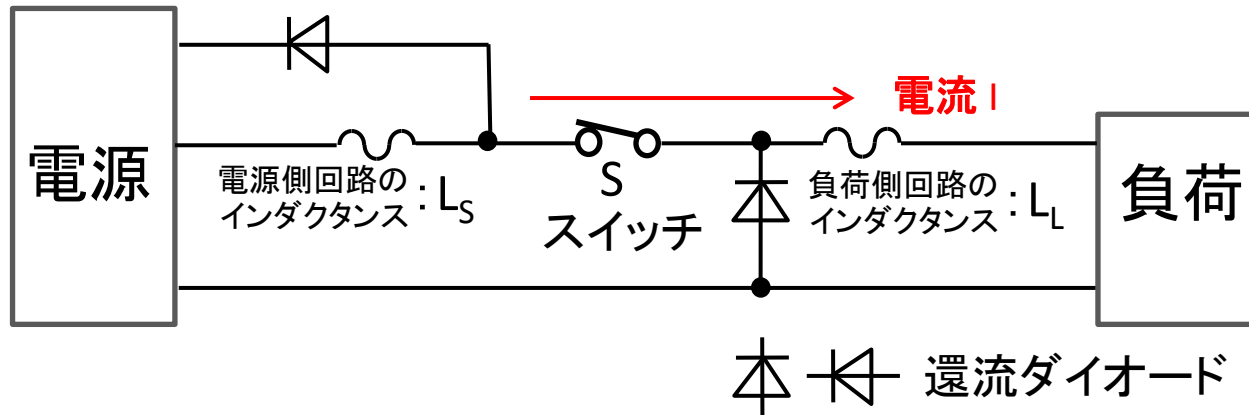 電流 I
電源
電源側回路の
インダクタンス
: LS
S
スイッチ
負荷側回路の
インダクタンス
: LL
負荷
還流ダイオード